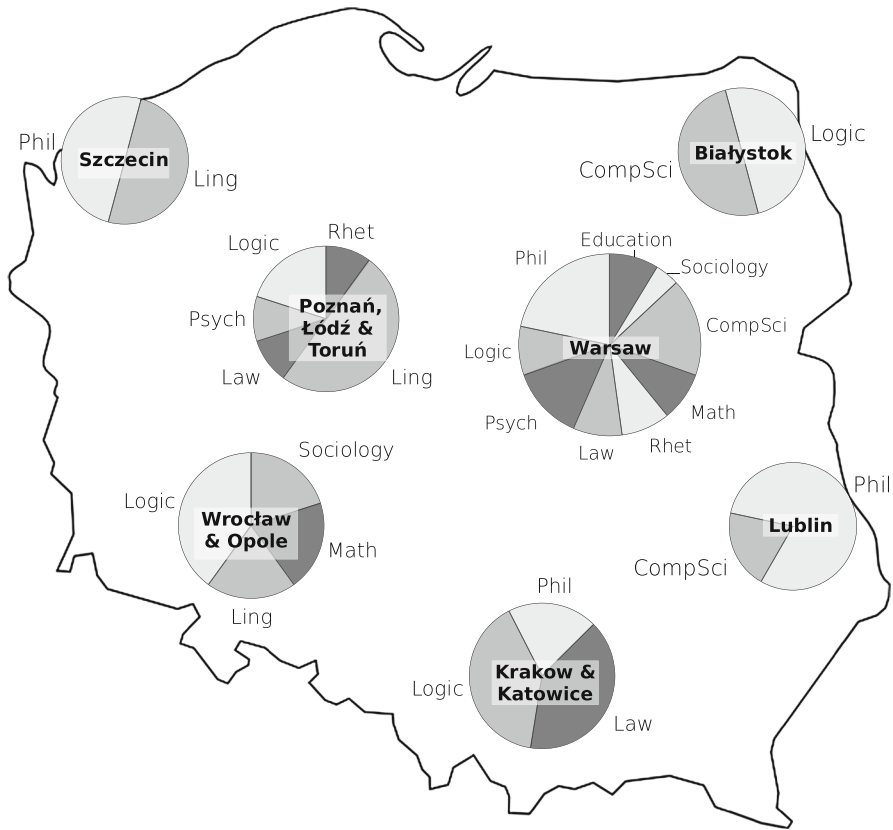 Phil
Szczecin
Ling
Białystok
Logic
CompSci
Rhet
Logic
Psych
Poznań,
Łódź &
Toruń
Law
Ling
Education
Phil
Sociology
CompSci
Logic
Warsaw
Psych
Math
Law
Rhet
Sociology
Logic
Wrocław
& Opole
Math
Ling
Phil
Lublin
CompSci
Phil
Krakow &
Katowice
Logic
Law